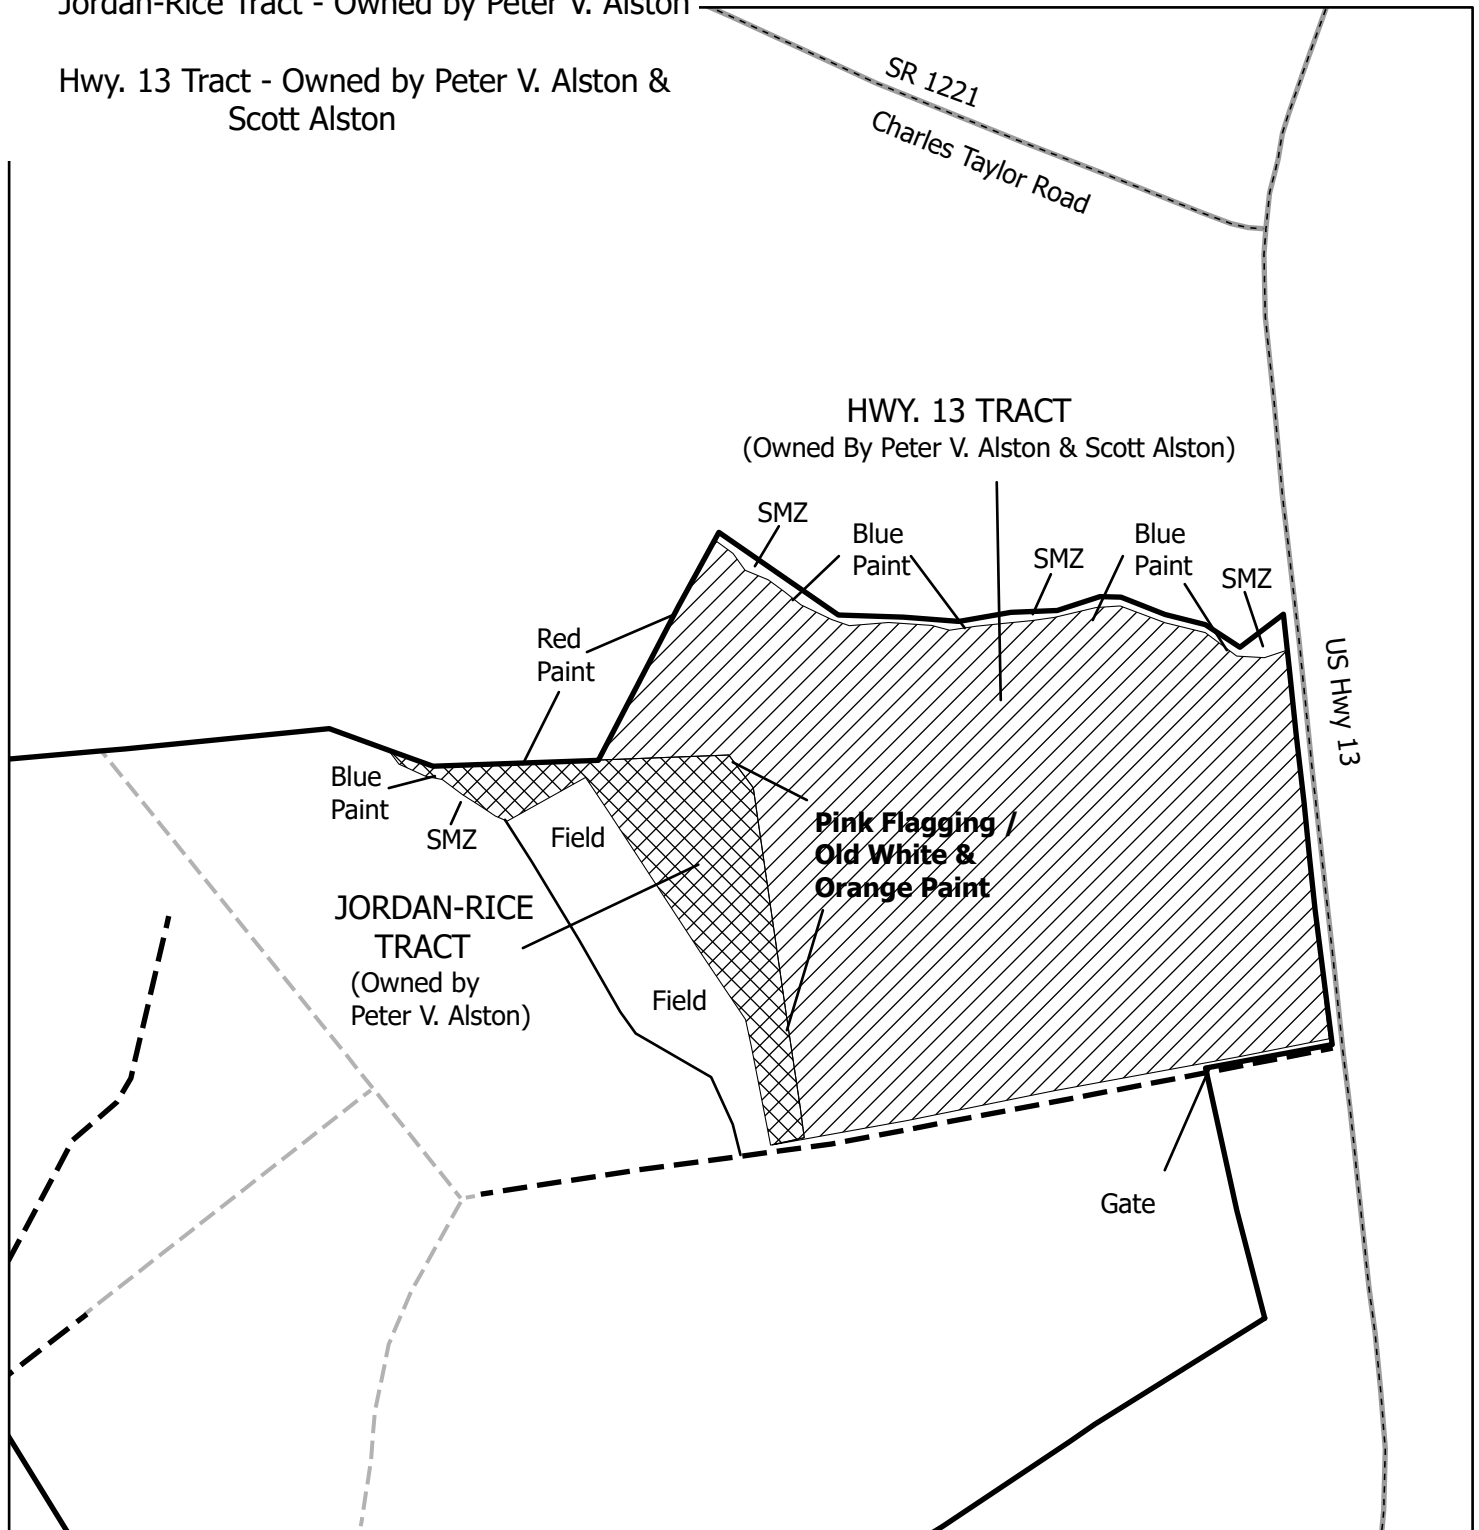 Jordan-Rice Tract - Owned by Peter V. Alston
Hwy. 13 Tract - Owned by Peter V. Alston &
Scott Alston
SR 1221
Charles Taylor Road
HWY. 13 TRACT
(Owned By Peter V. Alston & Scott Alston)
SMZ
Blue
Paint
SMZ
Blue
Paint
SMZ
Red
Paint
US Hwy 13
Blue
Paint
SMZ
Field
Pink Flagging /
Old White &
Orange Paint
JORDAN-RICE
TRACT
(Owned by
Peter V. Alston)
Field
Gate